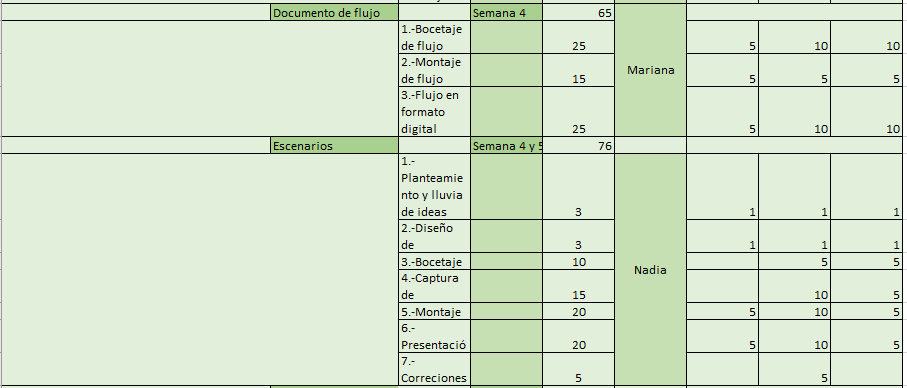 Documento de flujo Semana 4 65
1.-Bocetaje
de flujo 25 5 10 10
Mariana
2.-Montaje
de flujo 15 5 5 5
3.-Flujo en
formato
digital 25 5 10 10
Escenarios Semana 4 y 5 76
1.-
Planteamie
nto y lluvia
de ideas 3 1 1 1
2.-Diseño
de 3 1 1 1
Nadia
3.-Bocetaje 10 5 5
4.-Captura
de 15 10 5
5.-Montaje 20 5 10 5
6.-
Presentació 20 5 10 5
7.-
Correciones 5 5